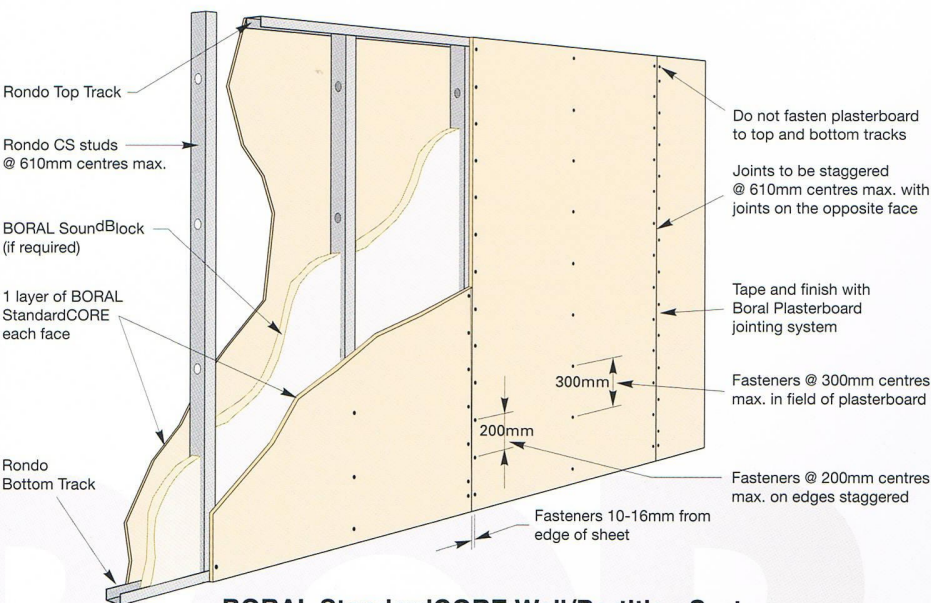 Rondo Top Track
Rondo CS studs
@ 610mm centres max.
BORAL SoundBlock
(if required)
1 layer of BORAL
StandardCORE
each face
Rondo
Bottom Track
Do not fasten plasterboard
to top and bottom tracks
Joints to be staggered
@ 610mm centres max. with
joints on the opposite face
Tape and finish with
Boral Plasterboard
jointing system
300mm
Fasteners @ 300mm centres
max. in field of plasterboard
200mm
Fasteners @ 200mm centres
max. on edges staggered
Fasteners 10-16mm from
edge of sheet
BORAL StandardCORE Wall/Partition